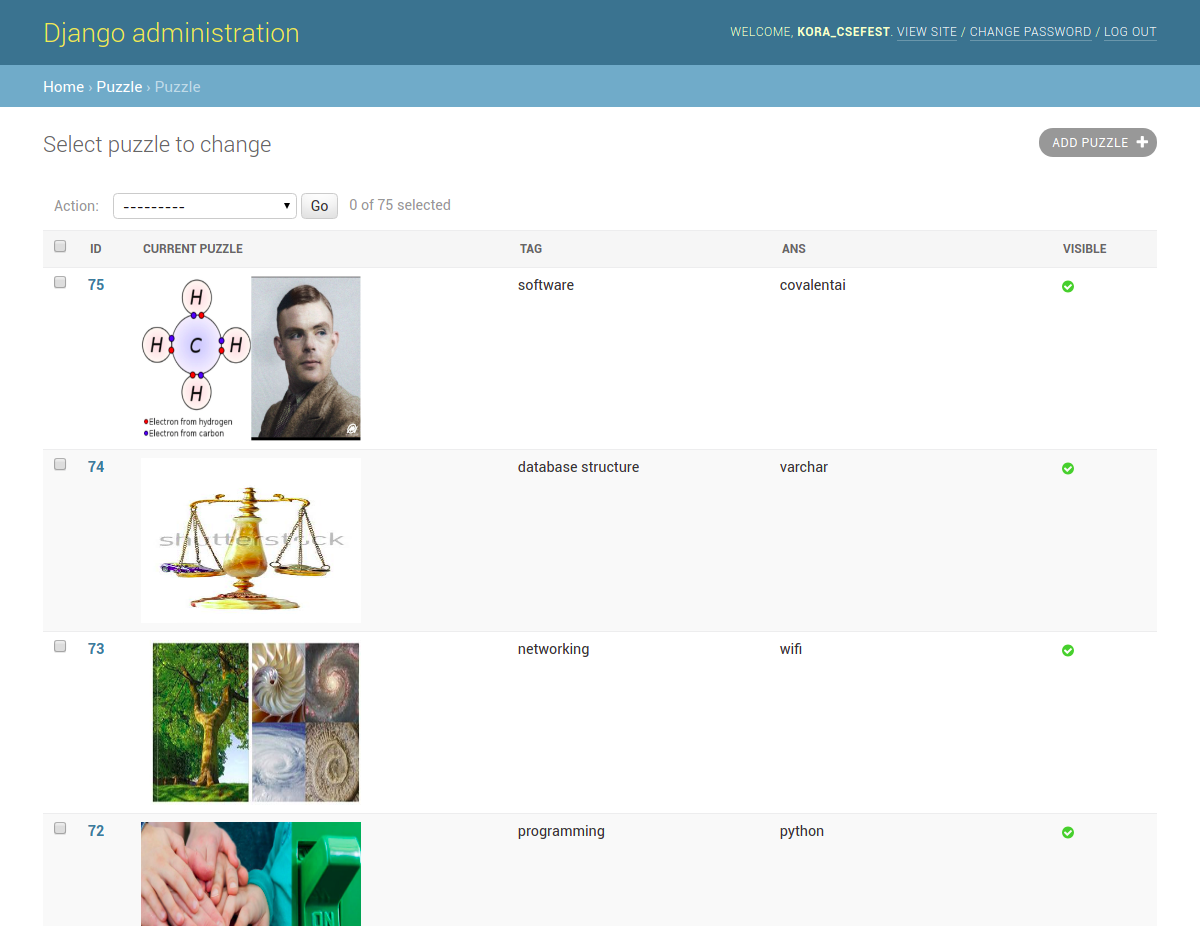 Django administration
WELCOME, KORA_CSEFEST. VIEW SITE / CHANGE PASSWORD / LOG OUT
Home › Puzzle › Puzzle
Select puzzle to change
ADD PUZZLE +
Action: --------- Go 0 of 75 selected
ID CURRENT PUZZLE TAG ANS VISIBLE
75 software covalentai
H
H C H
H
Electron from hydrogen
Electron from carbon
74 database structure varchar
shutterstock
73 networking wifi
72 programming python
ON